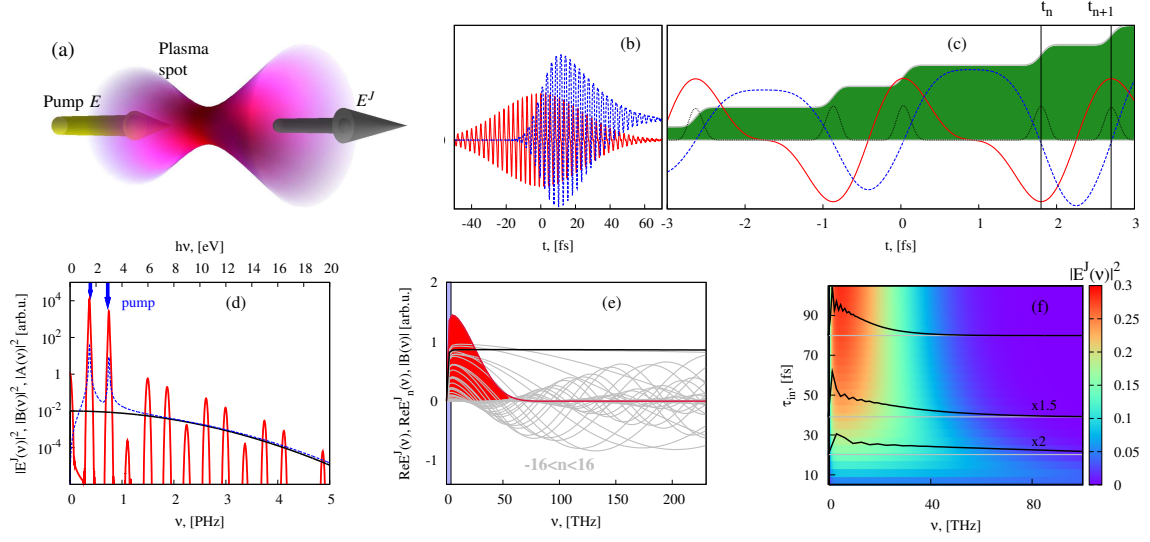 (a)
Plasma
spot
Pump E
E^J
(b)
-40 -20 0 20 40 60
t, [fs]
(c)
t_n t_{n+1}
-3 -2 -1 0 1 2 3
t, [fs]
hν, [eV]
0 2 4 6 8 10 12 14 16 18 20
(d)
pump
10^4
10^2
1
10^{-2}
10^{-4}
|E^J(ν)|^2, |B(ν)|^2, |A(ν)|^2 [arb.u.]
0 1 2 3 4 5
ν, [PHz]
(e)
2
1
0
-1
ReE^J(ν), ReE^J_n(ν), |B(ν)| [arb.u.]
-16<n<16
0 50 100 150 200
ν, [THz]
(f)
|E^J(ν)|^2
90
70
50
30
10
τ_in, [fs]
x1.5
x2
0 40 80
ν, [THz]
0.3
0.25
0.2
0.15
0.1
0.05
0